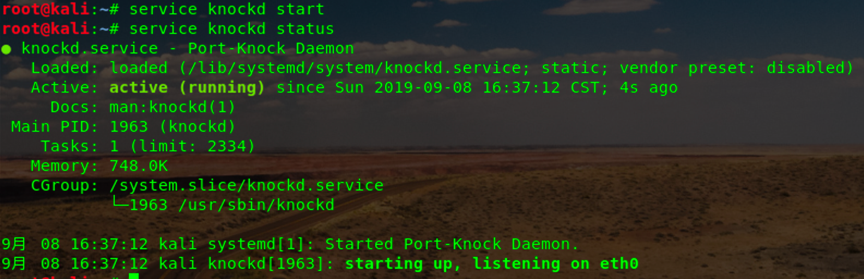 root@kali:~# service knockd start
root@kali:~# service knockd status
● knockd.service - Port-Knock Daemon
Loaded: loaded (/lib/systemd/system/knockd.service; static; vendor preset: disabled)
Active: active (running) since Sun 2019-09-08 16:37:12 CST; 4s ago
Docs: man:knockd(1)
Main PID: 1963 (knockd)
Tasks: 1 (limit: 2334)
Memory: 748.0K
CGroup: /system.slice/knockd.service
└─1963 /usr/sbin/knockd
9月 08 16:37:12 kali systemd[1]: Started Port-Knock Daemon.
9月 08 16:37:12 kali knockd[1963]: starting up, listening on eth0